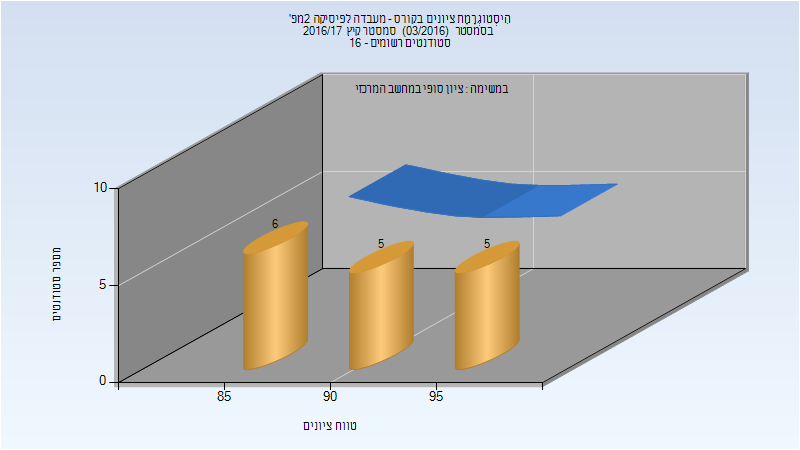 היסטוגרמת ציונים בקורס - מעבדה לפיסיקה 2מפ'
בסמסטר (03/2016) סמסטר קיץ 2016/17
סטודנטים רשומים - 16
במשימה : ציון סופי במחשב המרכזי
10
5
0
6
5
5
85
90
95
מספר סטודנטים
טווח ציונים